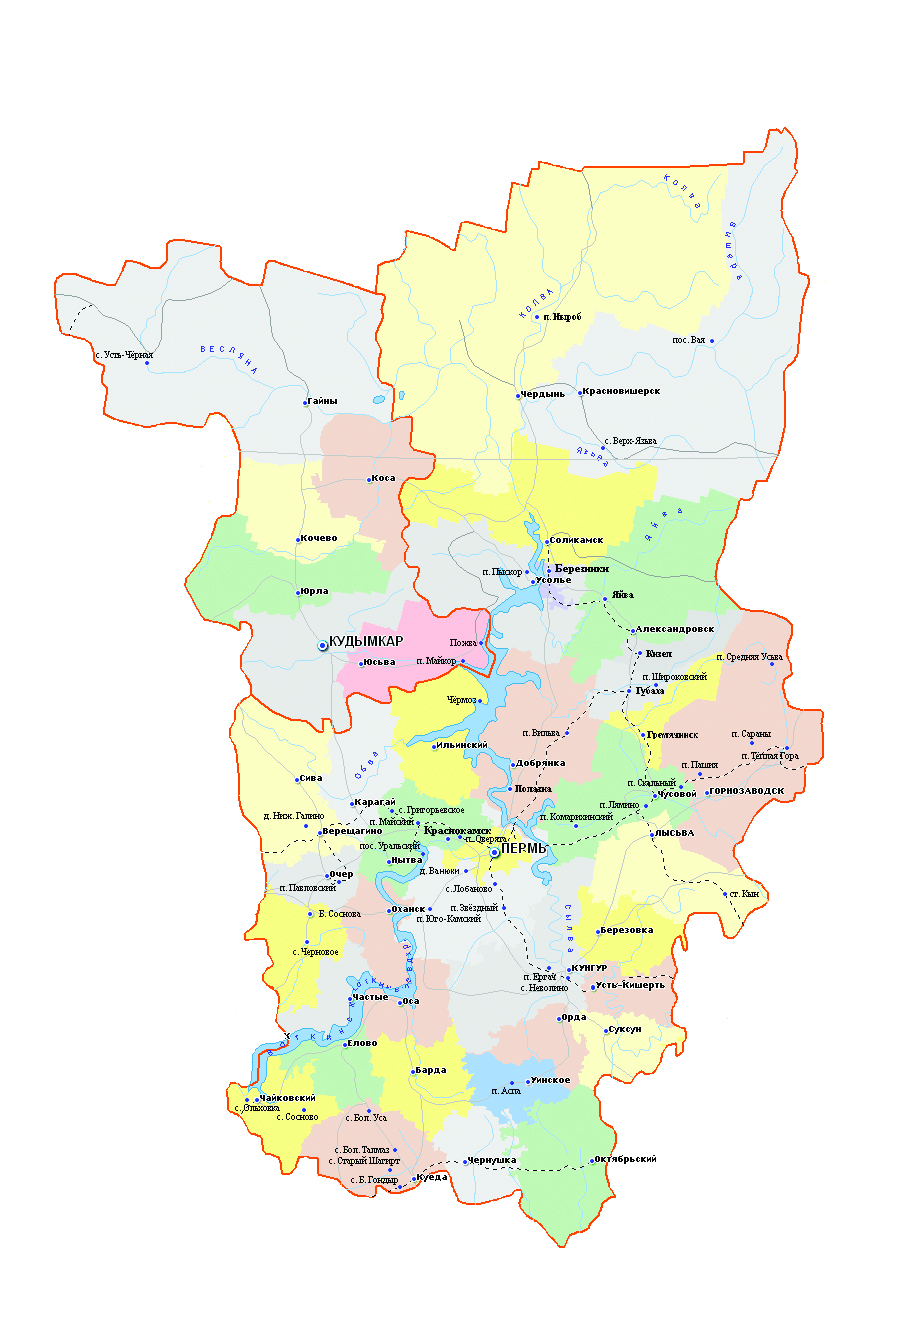 КОЛВА
ВИШЕРА
КОЛВА
п. Ныроб
пос. Вая
с. Усть-Чёрная
ВЕСЛЯНА
Гайны
Чердынь
Красновишерск
с. Верх-Язьва
Коса
Яйва
Кочево
Соликамск
п. Пыскор
Березники
Усолье
Юрла
Яйва
Александровск
КУДЫМКАР
Пожва
Кизел
п. Средняя Усьва
Юсьва
п. Майкор
п. Широковский
Губаха
Чёрмоз
п. Вильва
Гремячинск
п. Сараны
Ильинский
п. Тёплая Гора
Обва
Добрянка
п. Пашия
Сива
п. Скальный
Полазна
Чусовой
ГОРНОЗАВОДСК
Карагай
п. Лямино
с. Григорьевское
д. Ниж. Галино
п. Майский
п. Комарихинский
Верещагино
Краснокамск
ЛЫСЬВА
п. Оверята
пос. Уральский
ПЕРМЬ
Нытва
Очер
д. Ванюки
п. Павловский
с. Лобаново
ст. Кын
Б. Соснова
Оханск
п. Звёздный
п. Юго-Камский
СЫЛВА
Березовка
с. Черновое
п. Ергач
КУНГУР
с. Неволино
Усть-Кишерть
Частые
Оса
Орда
Суксун
Елово
Барда
Уинское
п. Аспа
Чайковский
с. Ольховка
с. Сосново
с. Бол. Уса
с. Бол. Талмаз
с. Старый Шагирт
Чернушка
Октябрьский
с. Б. Гондыр
Куеда